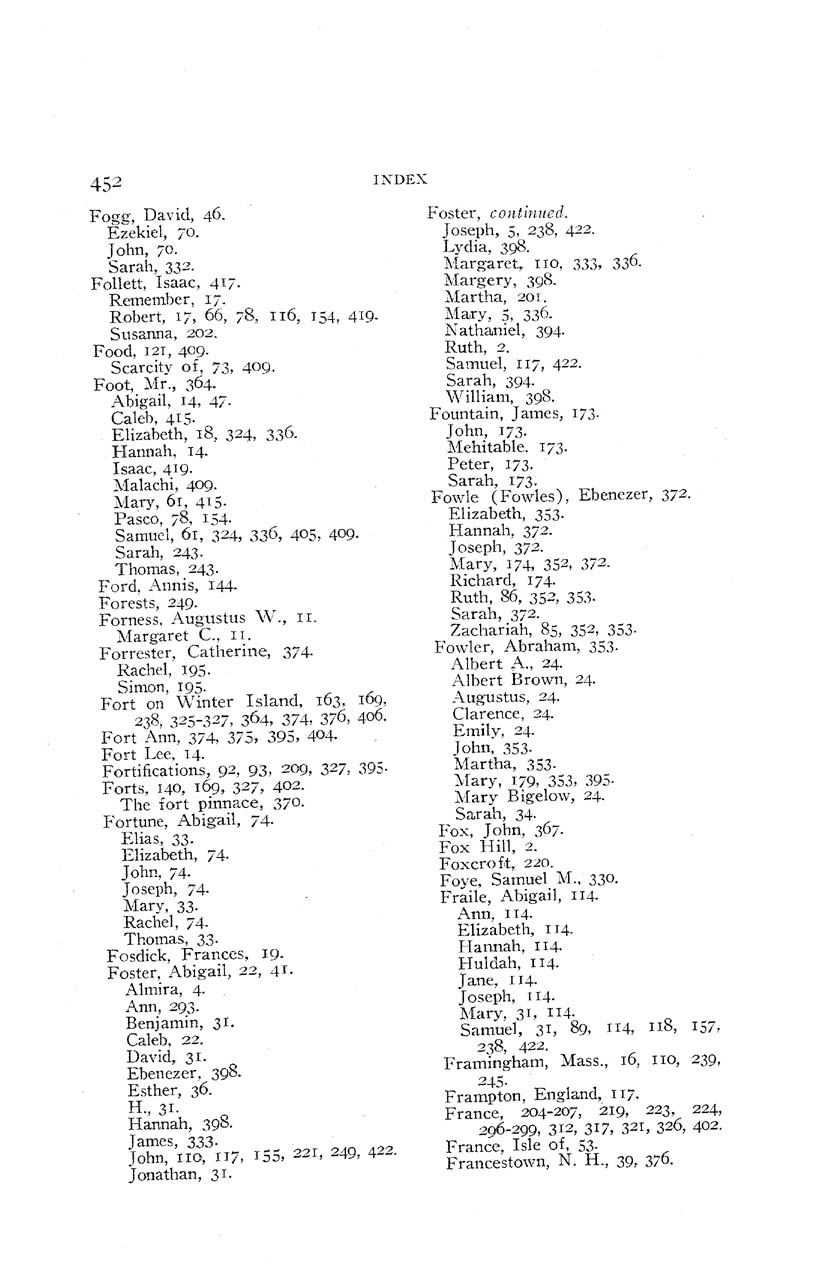 452
INDEX
Fogg, David, 46.
Ezekiel, 70.
John, 70.
Sarah, 332.
Follett, Isaac, 417.
Remember, 17.
Robert, 17, 66, 78, 116, 154, 419.
Susanna, 202.
Food, 121, 409.
Scarcity of, 73, 409.
Foot, Mr., 364.
Abigail, 14, 47.
Caleb, 415.
Elizabeth, 18, 324, 336.
Hannah, 14.
Isaac, 419.
Malachi, 409.
Mary, 61, 415.
Pasco, 78, 154.
Samuel, 61, 324, 336, 405, 409.
Sarah, 243.
Thomas, 243.
Ford, Annis, 144.
Forests, 249.
Forness, Augustus W., 11.
Margaret C., 11.
Forrester, Catherine, 374.
Rachel, 195.
Simon, 195.
Fort on Winter Island, 163, 169,
238, 325-327, 364, 374, 376, 406.
Fort Ann, 374, 375, 395, 404.
Fort Lee, 14.
Fortifications, 92, 93, 209, 327, 395.
Forts, 140, 169, 327, 402.
The fort pinnace, 370.
Fortune, Abigail, 74.
Elias, 33.
Elizabeth, 74.
John, 74.
Joseph, 74.
Mary, 33.
Rachel, 74.
Thomas, 33.
Fosdick, Frances, 19.
Foster, Abigail, 22, 41.
Almira, 4.
Ann, 293.
Benjamin, 31.
Caleb, 22.
David, 31.
Ebenezer, 398.
Esther, 36.
H., 31.
Hannah, 398.
James, 333.
John, 110, 117, 155, 221, 249, 422.
Jonathan, 31.
Foster, continued.
Joseph, 5, 238, 422.
Lydia, 398.
Margaret, 110, 333, 336.
Margery, 398.
Martha, 201.
Mary, 5, 336.
Nathaniel, 394.
Ruth, 2.
Samuel, 117, 422.
Sarah, 394.
William, 398.
Fountain, James, 173.
John, 173.
Mehitable, 173.
Peter, 173.
Sarah, 173.
Fowle (Fowles), Ebenezer, 372.
Elizabeth, 353.
Hannah, 372.
Joseph, 372.
Mary, 174, 352, 372.
Richard, 174.
Ruth, 86, 352, 353.
Sarah, 372.
Zachariah, 85, 352, 353.
Fowler, Abraham, 353.
Albert A., 24.
Albert Brown, 24.
Augustus, 24.
Clarence, 24.
Emily, 24.
John, 353.
Martha, 353.
Mary, 179, 353, 395.
Mary Bigelow, 24.
Sarah, 34.
Fox, John, 367.
Fox Hill, 2.
Foxcroft, 220.
Foye, Samuel M., 330.
Fraile, Abigail, 114.
Ann, 114.
Elizabeth, 114.
Hannah, 114.
Huldah, 114.
Jane, 114.
Joseph, 114.
Mary, 31, 114.
Samuel, 31, 89, 114, 118, 157,
238, 422.
Framingham, Mass., 16, 110, 239,
245.
Frampton, England, 117.
France, 204-207, 219, 223, 224,
296-299, 312, 317, 321, 326, 402.
France, Isle of, 53.
Francestown, N. H., 39, 376.